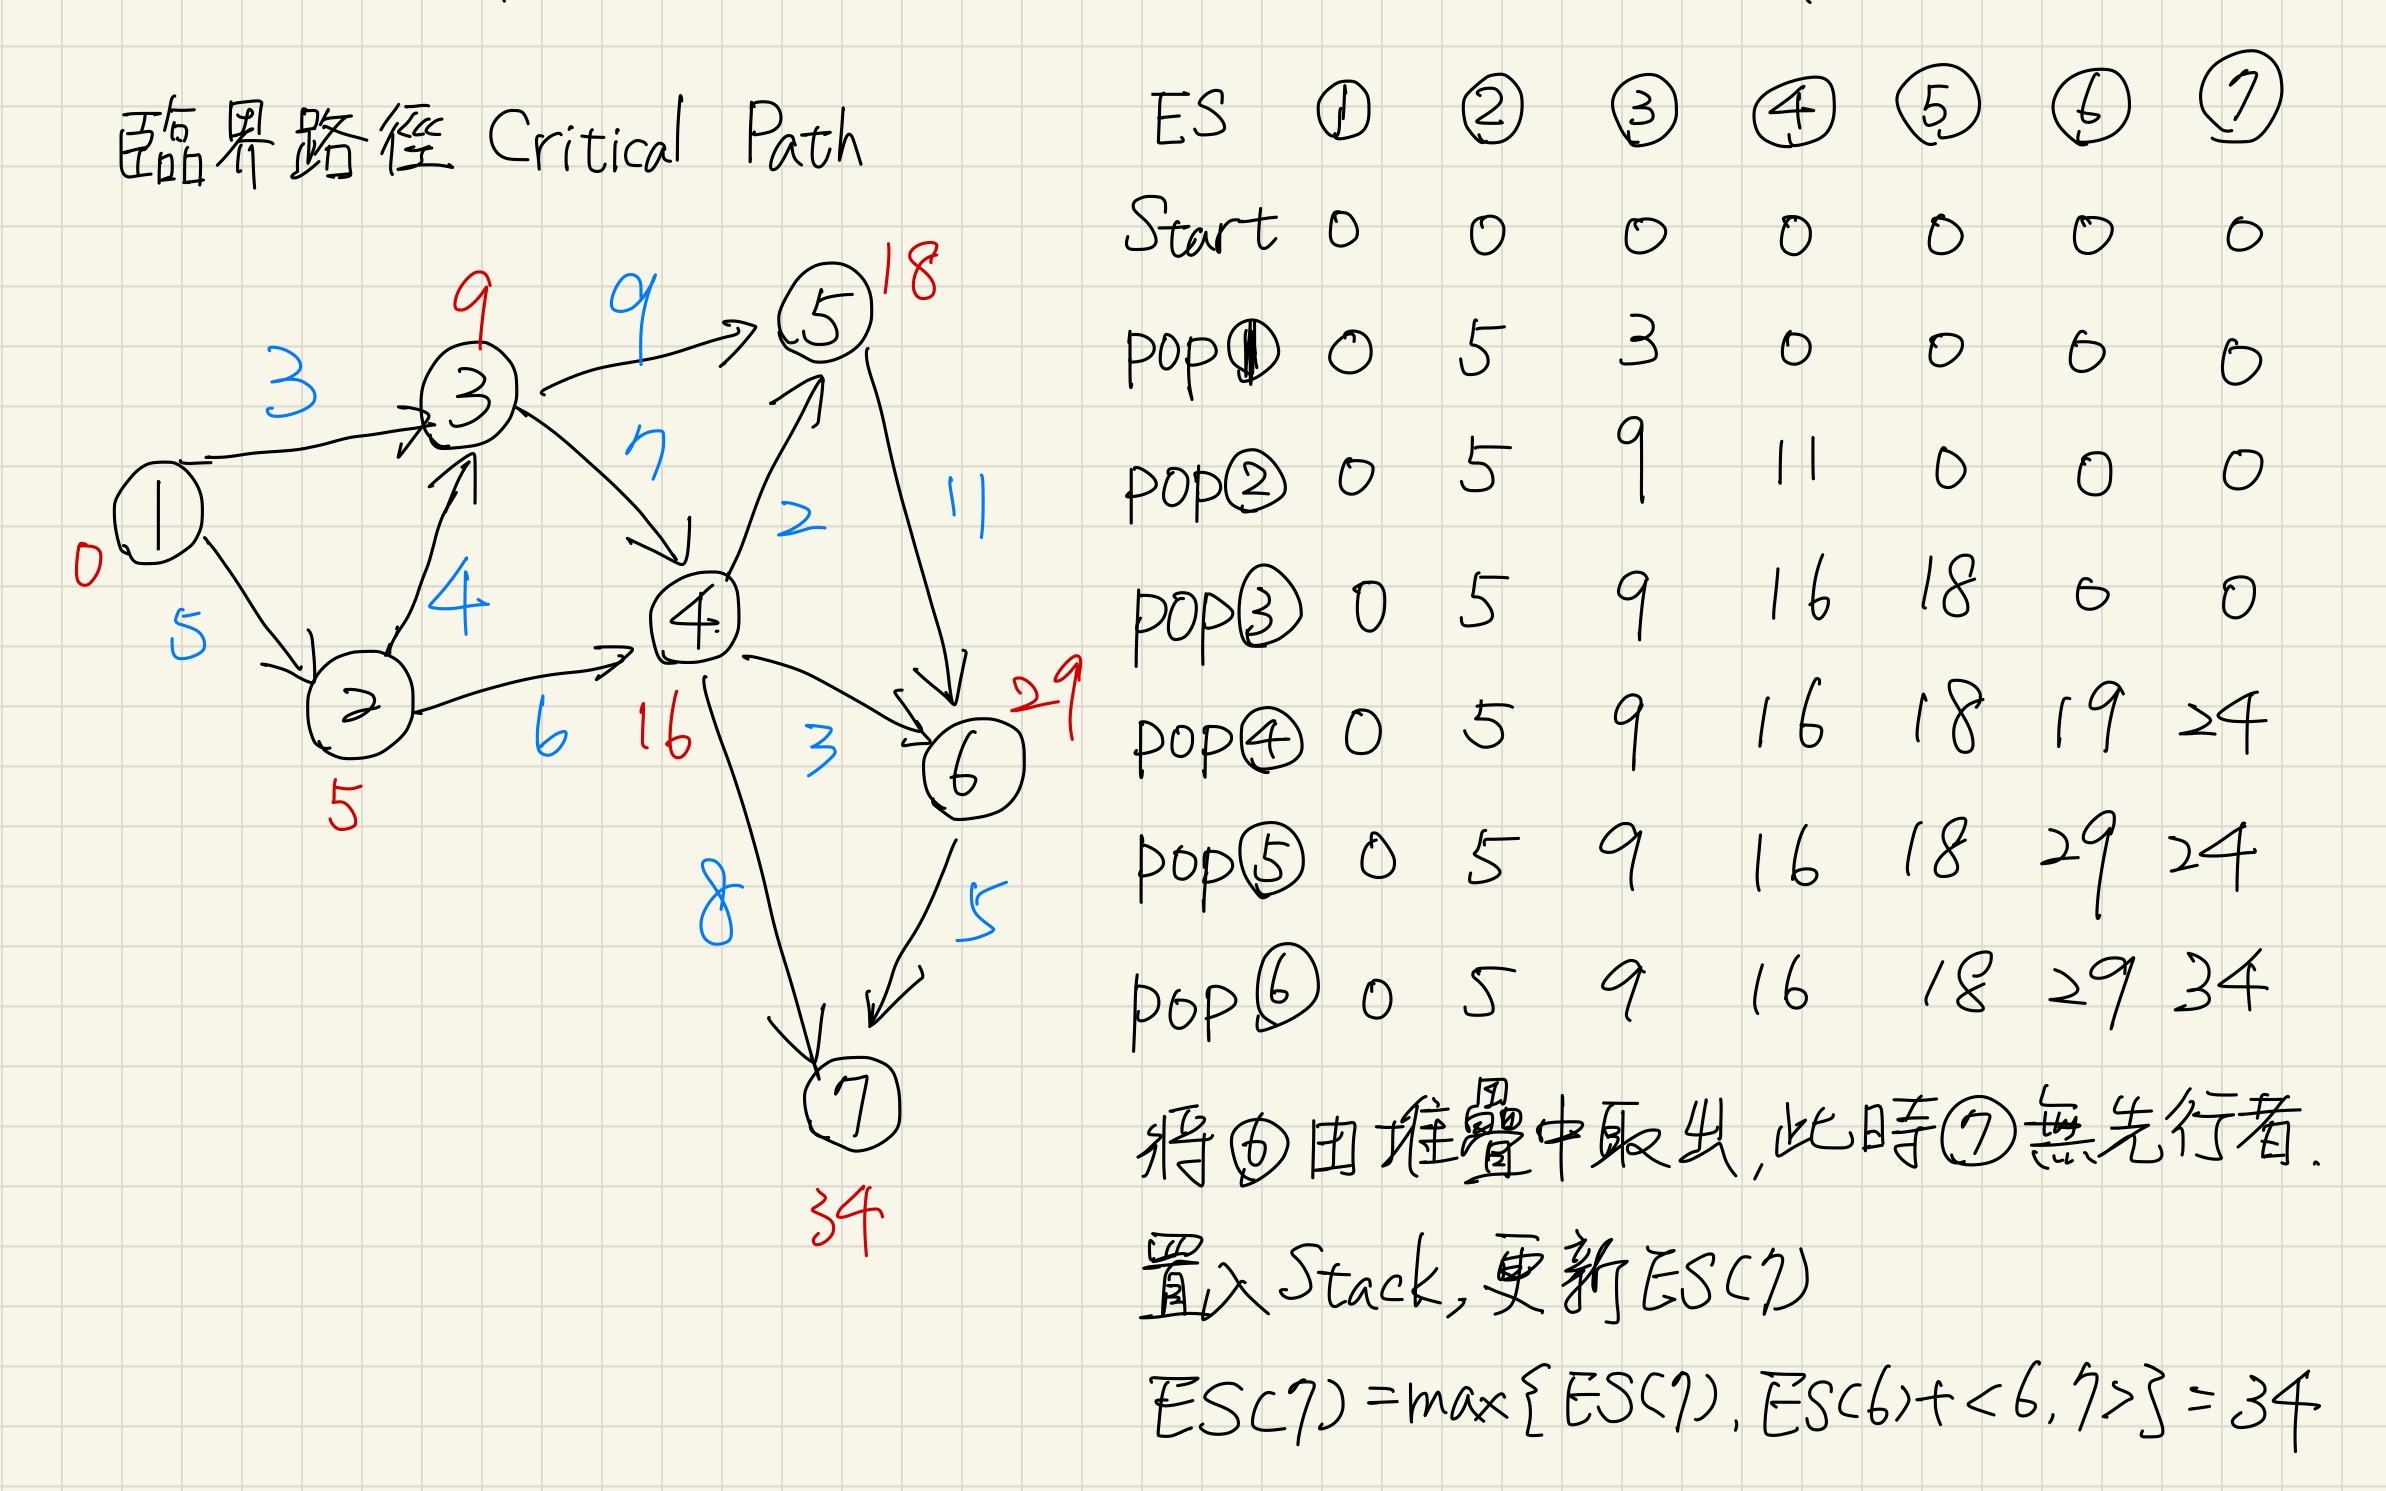 臨界路徑 Critical Path
18
9
9
5
3
3
7
1
2
11
0
4
5
4
2
6
16
3
29
6
5
8
5
7
34
ES ① ② ③ ④ ⑤ ⑥ ⑦
Start 0 0 0 0 0 0 0
pop① 0 5 3 0 0 0 0
pop② 0 5 9 11 0 0 0
pop③ 0 5 9 16 18 0 0
pop④ 0 5 9 16 18 19 24
pop⑤ 0 5 9 16 18 29 24
pop⑥ 0 5 9 16 18 29 34
將⑥由堆疊中取出,此時⑦無先行者.
置入Stack,更新ES(7)
ES(7)=max{ES(7),ES(6)+<6,7>}=34